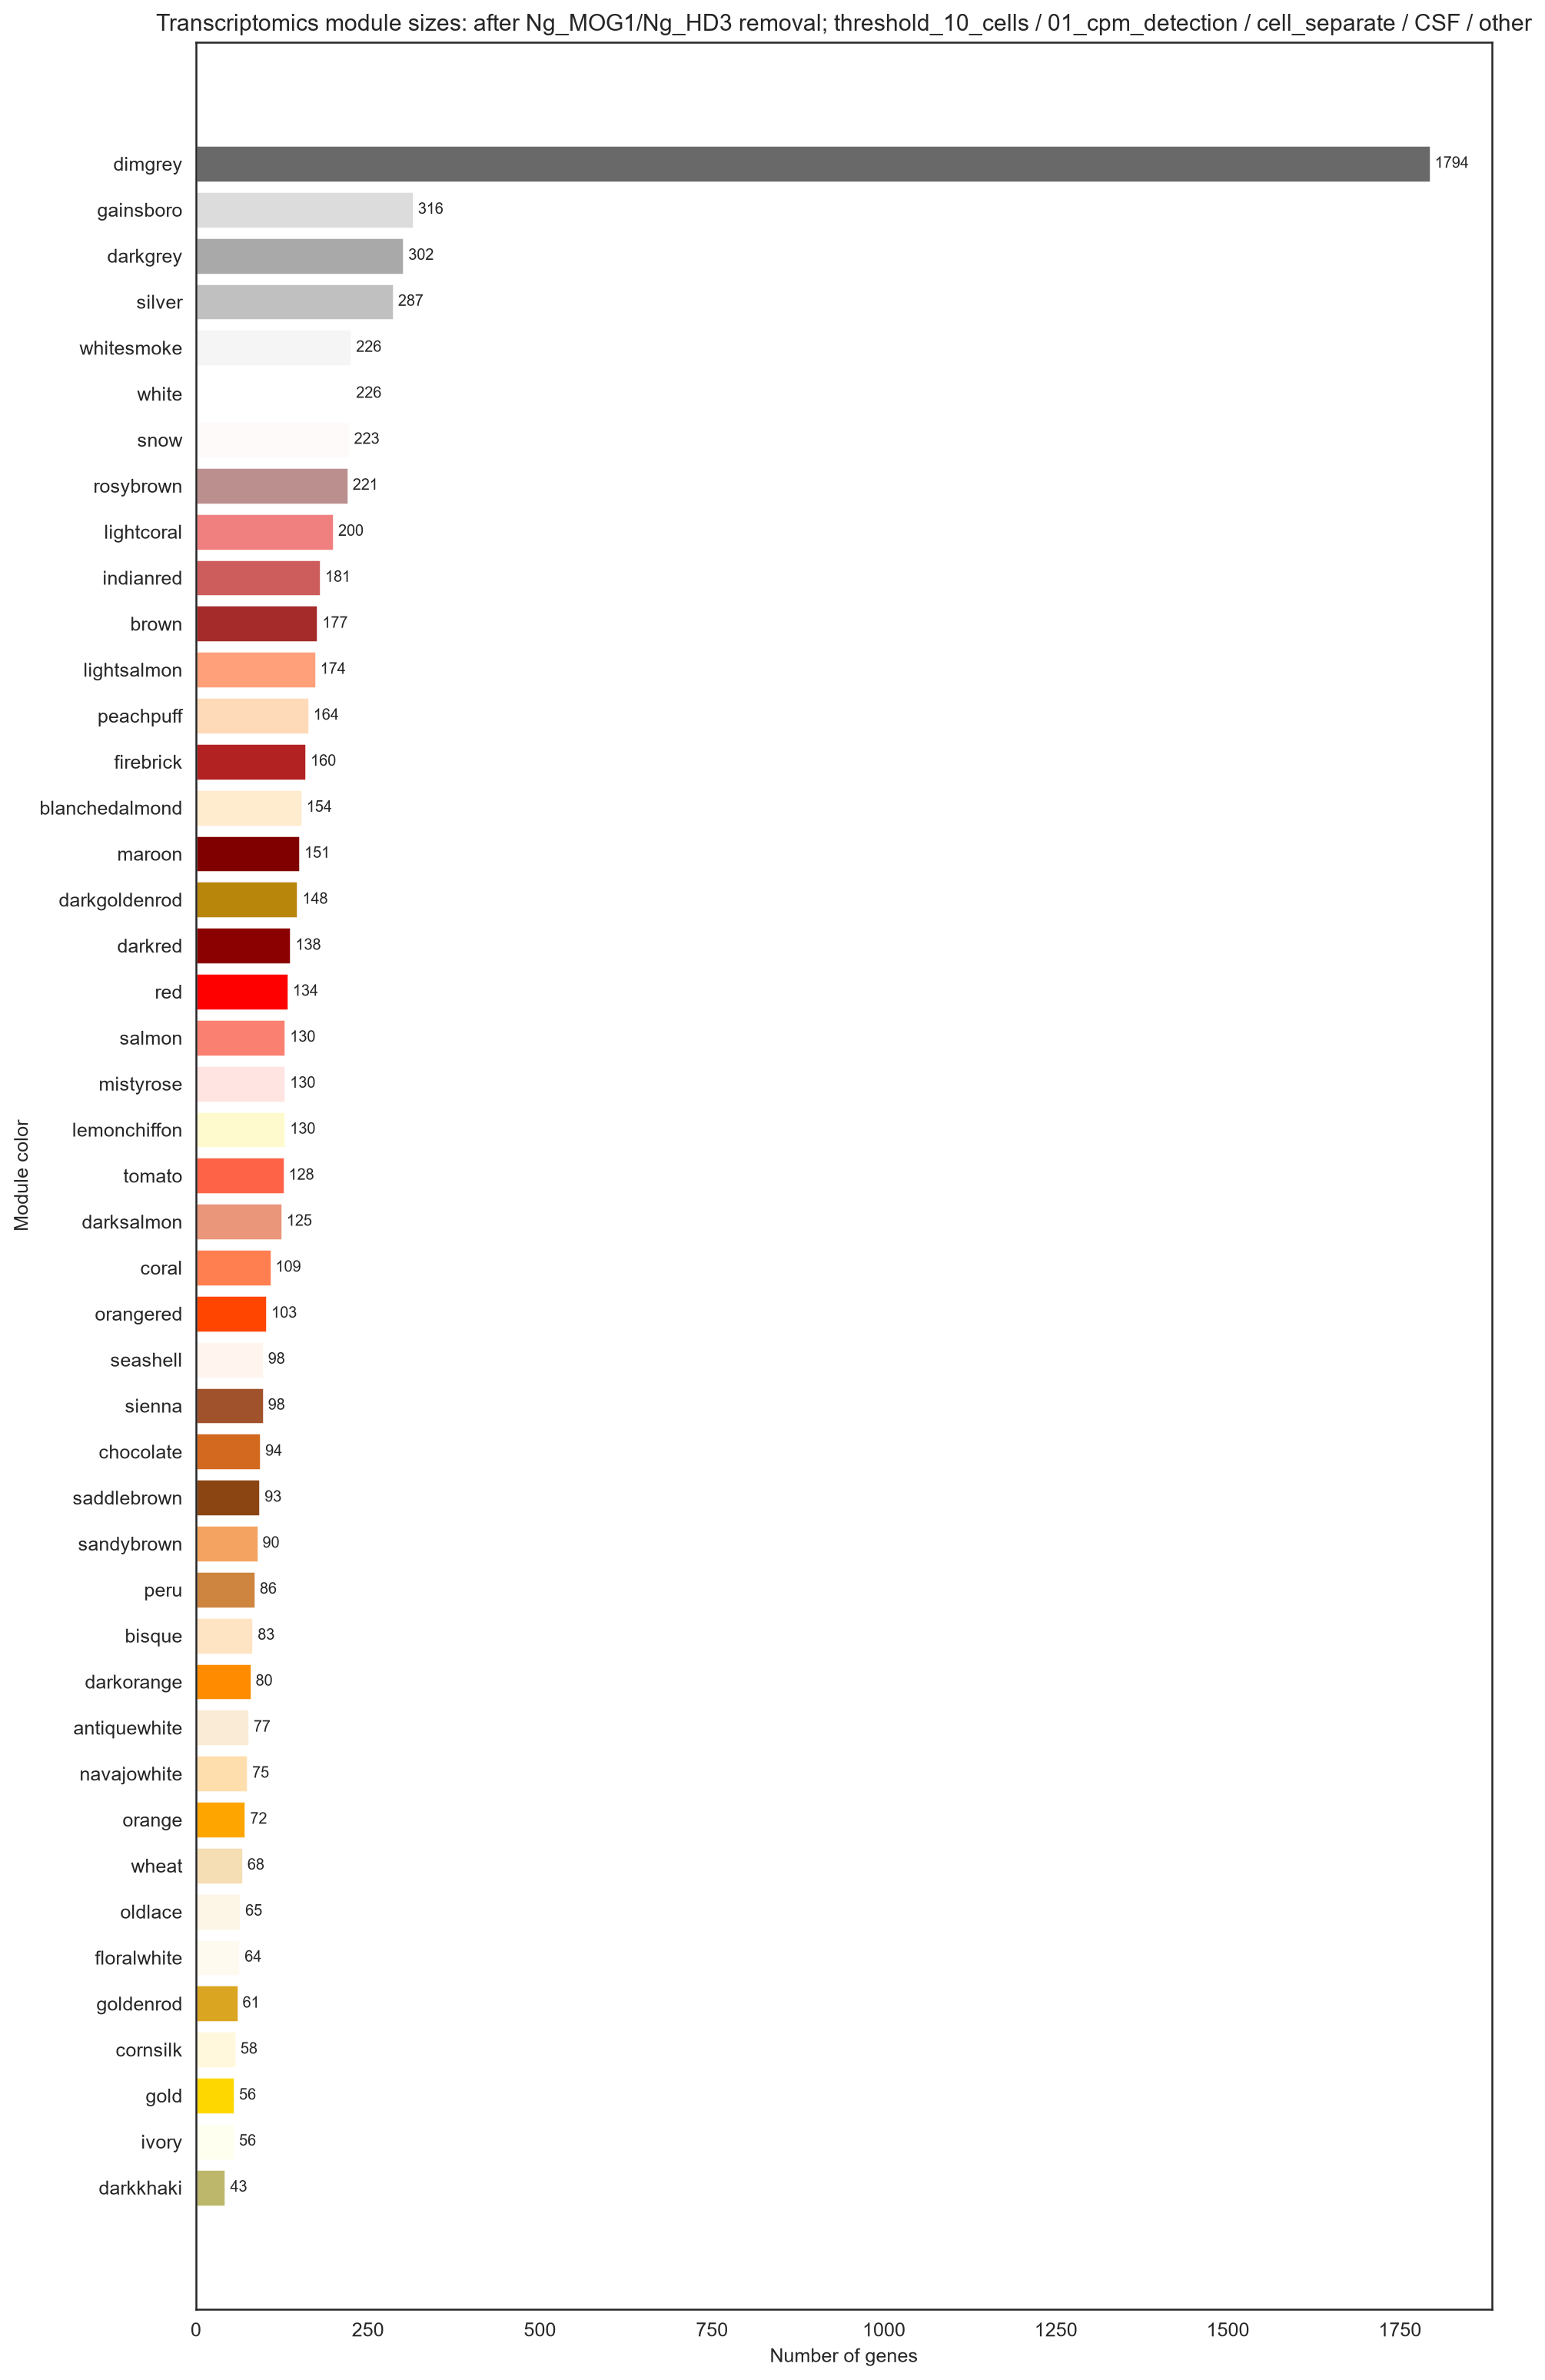 Transcriptomics module sizes: after Ng_MOG1/Ng_HD3 removal; threshold_10_cells / 01_cpm_detection / cell_separate / CSF / other
dimgrey 1794
gainsboro 316
darkgrey 302
silver 287
whitesmoke 226
white 226
snow 223
rosybrown 221
lightcoral 200
indianred 181
brown 177
lightsalmon 174
peachpuff 164
firebrick 160
blanchedalmond 154
maroon 151
darkgoldenrod 148
darkred 138
red 134
salmon 130
mistyrose 130
lemonchiffon 130
tomato 128
darksalmon 125
coral 109
orangered 103
seashell 98
sienna 98
chocolate 94
saddlebrown 93
sandybrown 90
peru 86
bisque 83
darkorange 80
antiquewhite 77
navajowhite 75
orange 72
wheat 68
oldlace 65
floralwhite 64
goldenrod 61
cornsilk 58
gold 56
ivory 56
darkkhaki 43
Module color
0 250 500 750 1000 1250 1500 1750
Number of genes